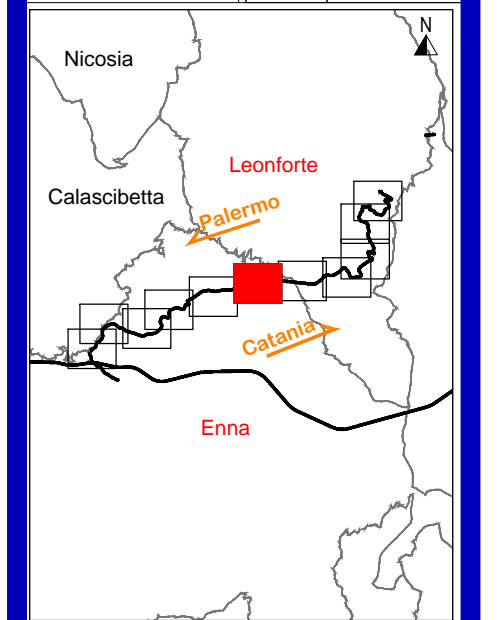 N
Nicosia
Leonforte
Calascibetta
Palermo
Catania
Enna